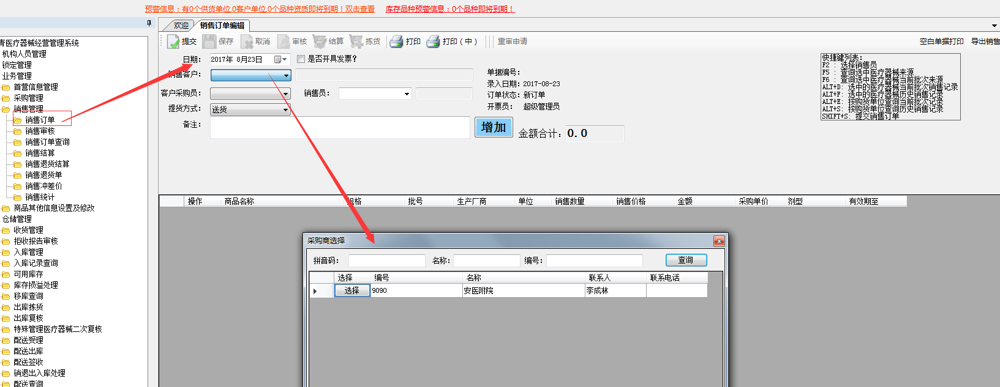 预警信息：有0个供货单位,0客户单位,0个品种资质即将到期！双击查看 库存品种预警信息：0个品种即将到期！
欢迎 销售订单编辑
提交 保存 取消 审核 结算 拣货 打印 打印（中） 重审申请 空白单据打印 导出销售
医疗器械经营管理系统
机构人员管理
锁定管理
业务管理
首营信息管理
采购管理
销售管理
销售订单
销售审核
销售订单查询
销售结算
销售退货结算
销售退货单
销售冲差价
销售统计
商品其他信息设置及修改
仓储管理
收货管理
拒收报告审核
入库管理
入库记录查询
可用库存
库存损溢处理
移库查询
出库拣货
出库复核
特殊管理医疗器械二次复核
配送受理
配送出库
配送签收
销退出入库处理
配送查询
日期： 2017年 8月23日 是否开具发票？
销售客户：
客户采购员： 销售员：
提货方式： 送货
备注：
增加 金额合计： 0.0
单据编号：
录入日期：2017-08-23
订单状态：新订单
开票员： 超级管理员
快捷键列表：
F2 ：选择销售员
F5 ：查询选中医疗器械来源
F6 ：查询选中医疗器械当前批次来源
ALT+D：选中的医疗器械当前批次销售记录
ALT+F：选中的医疗器械历史销售记录
ALT+E：按购货单位查询当前批次记录
ALT+S：按购货单位查询历史销售记录
SHIFT+S：提交销售订单
操作 商品名称 规格 批号 生产厂商 单位 销售数量 销售价格 金额 采购单价 剂型 有效期至
采购商选择
拼音码： 名称： 编号： 查询
选择 编号 名称 联系人 联系电话
选择 9090 安医附院 李成林